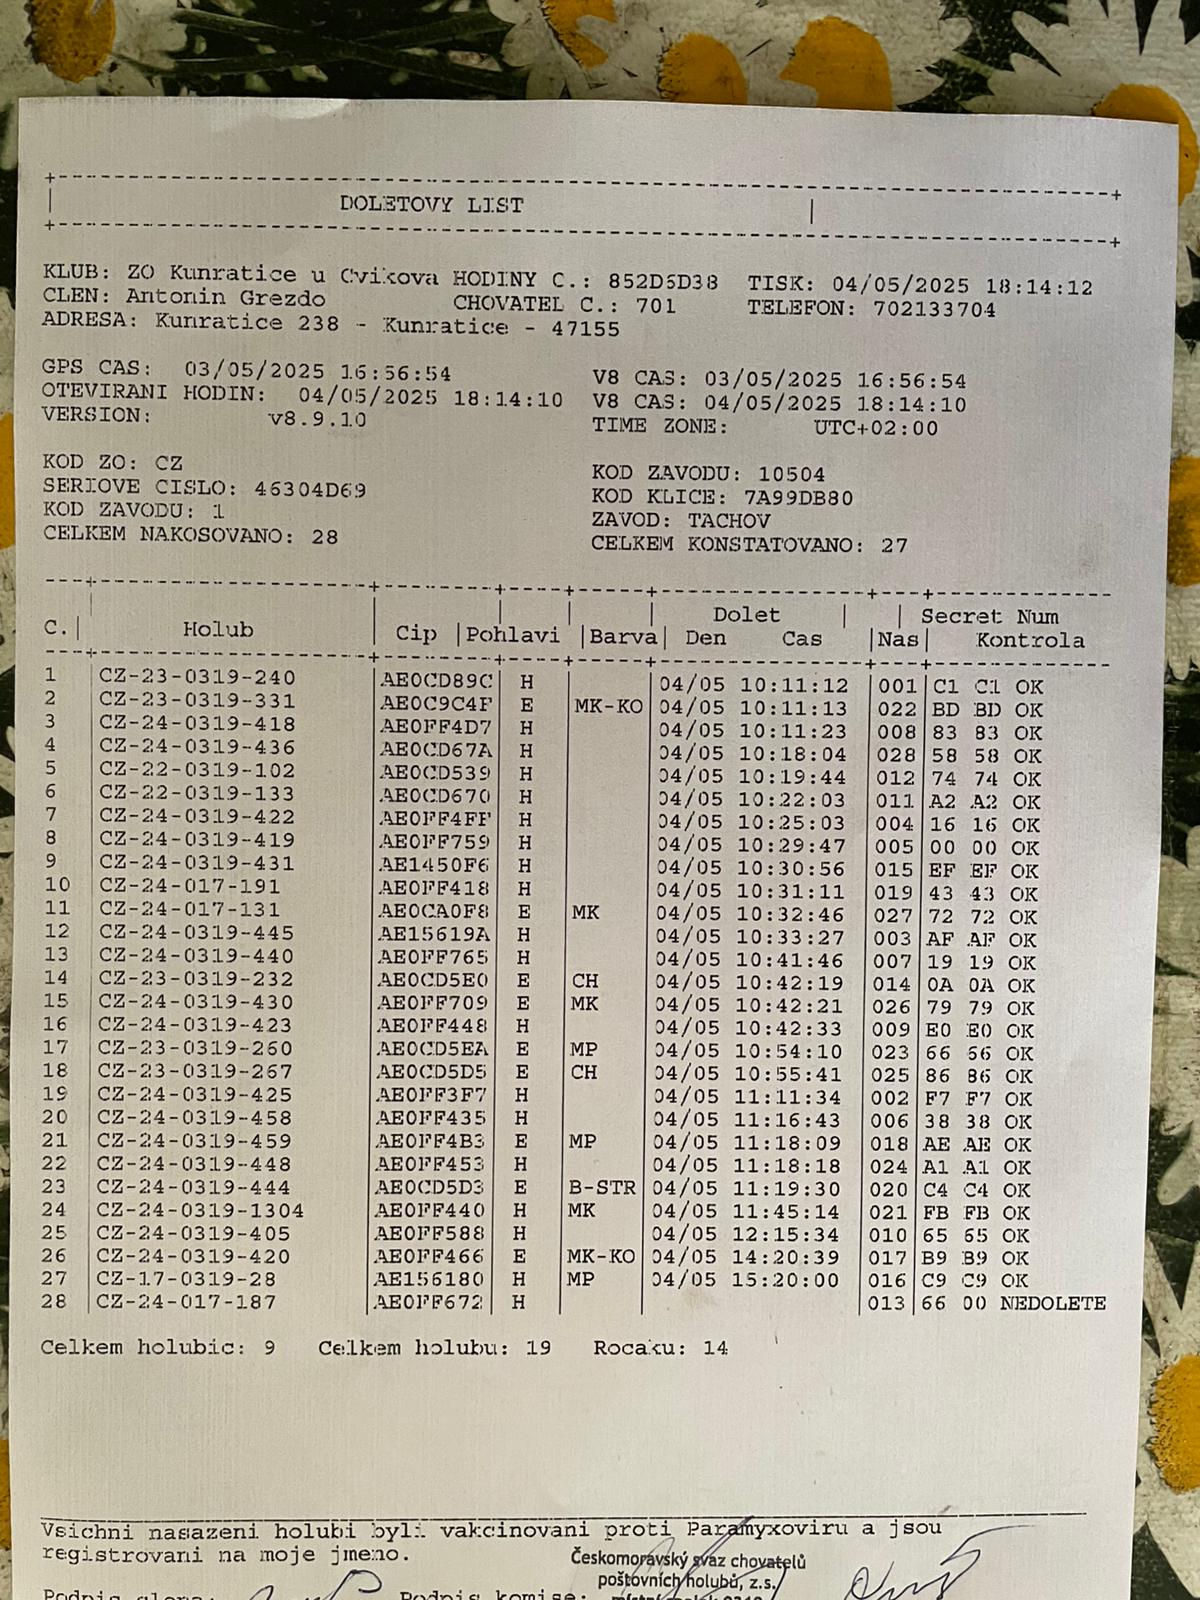 DOLETOVY LIST
KLUB: ZO Kunratice u Cvikova HODINY C.: 852D5D38 TISK: 04/05/2025 18:14:12
CLEN: Antonin Grezdo CHOVATEL C.: 701 TELEFON: 702133704
ADRESA: Kunratice 238 - Kunratice - 47155
GPS CAS: 03/05/2025 16:56:54 V8 CAS: 03/05/2025 16:56:54
OTEVIRANI HODIN: 04/05/2025 18:14:10 V8 CAS: 04/05/2025 18:14:10
VERSION: v8.9.10 TIME ZONE: UTC+02:00
KOD ZO: CZ KOD ZAVODU: 10504
SERIOVE CISLO: 46304D69 KOD KLICE: 7A99DB80
KOD ZAVODU: 1 ZAVOD: TACHOV
CELKEM NAKOSOVANO: 28 CELKEM KONSTATOVANO: 27
Dolet Secret Num
C. Holub Cip Pohlavi Barva Den Cas Nas Kontrola
1 CZ-23-0319-240 AE0CD89C H 04/05 10:11:12 001 C1 C1 OK
2 CZ-23-0319-331 AE0C9C4F E MK-KO 04/05 10:11:13 022 BD BD OK
3 CZ-24-0319-418 AE0FF4D7 H 04/05 10:11:23 008 83 83 OK
4 CZ-24-0319-436 AE0CD67A H 04/05 10:18:04 028 58 58 OK
5 CZ-22-0319-102 AE0CD539 H 04/05 10:19:44 012 74 74 OK
6 CZ-22-0319-133 AE0CD670 H 04/05 10:22:03 011 A2 A2 OK
7 CZ-24-0319-422 AE0FF4FF H 04/05 10:25:03 004 16 16 OK
8 CZ-24-0319-419 AE0FF759 H 04/05 10:29:47 005 00 00 OK
9 CZ-24-0319-431 AE1450F6 H 04/05 10:30:56 015 EF EF OK
10 CZ-24-017-191 AE0FF418 H 04/05 10:31:11 019 43 43 OK
11 CZ-24-017-131 AE0CA0F8 E MK 04/05 10:32:46 027 72 72 OK
12 CZ-24-0319-445 AE15619A H 04/05 10:33:27 003 AF AF OK
13 CZ-24-0319-440 AE0FF765 H 04/05 10:41:46 007 19 19 OK
14 CZ-23-0319-232 AE0CD5E0 E CH 04/05 10:42:19 014 0A 0A OK
15 CZ-24-0319-430 AE0FF709 E MK 04/05 10:42:21 026 79 79 OK
16 CZ-24-0319-423 AE0FF448 H 04/05 10:42:33 009 E0 E0 OK
17 CZ-23-0319-260 AE0CD5EA E MP 04/05 10:54:10 023 66 66 OK
18 CZ-23-0319-267 AE0CD5D5 E CH 04/05 10:55:41 025 86 86 OK
19 CZ-24-0319-425 AE0FF3F7 H 04/05 11:11:34 002 F7 F7 OK
20 CZ-24-0319-458 AE0FF435 H 04/05 11:16:43 006 38 38 OK
21 CZ-24-0319-459 AE0FF4B3 E MP 04/05 11:18:09 018 AE AE OK
22 CZ-24-0319-448 AE0FF453 H 04/05 11:18:18 024 A1 A1 OK
23 CZ-24-0319-444 AE0CD5D3 E B-STR 04/05 11:19:30 020 C4 C4 OK
24 CZ-24-0319-1304 AE0FF440 H MK 04/05 11:45:14 021 FB FB OK
25 CZ-24-0319-405 AE0FF588 H 04/05 12:15:34 010 65 65 OK
26 CZ-24-0319-420 AE0FF466 E MK-KO 04/05 14:20:39 017 B9 B9 OK
27 CZ-17-0319-28 AE156180 H MP 04/05 15:20:00 016 C9 C9 OK
28 CZ-24-017-187 AE0FF672 H 013 66 00 NEDOLETE
Celkem holubic: 9 Celkem holubu: 19 Rocaku: 14
Vsichni nasazeni holubi byli vakcinovani proti Paramyxoviru a jsou
registrovani na moje jmeno.
Českomoravský svaz chovatelů
poštovních holubů, z.s.
Podpis clena: Podpis komise: